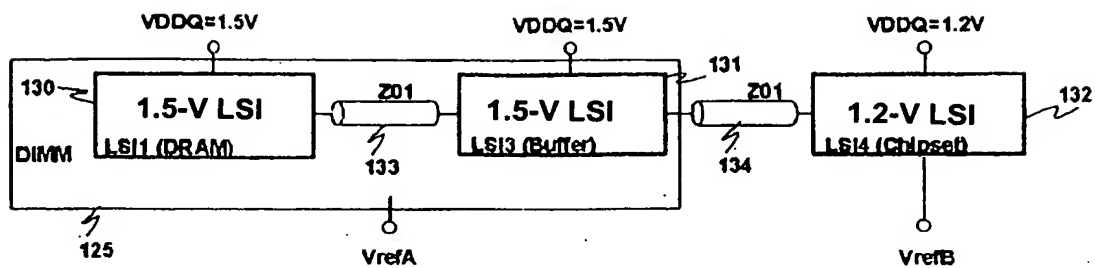 VDDQ=1.5V VDDQ=1.5V VDDQ=1.2V
130 131 132
1.5-V LSI Z01 1.5-V LSI Z01 1.2-V LSI
DIMM LSI1 (DRAM) 133 LSI3 (Buffer) 134 LSI4 (Chipset)
125 VrefA VrefB